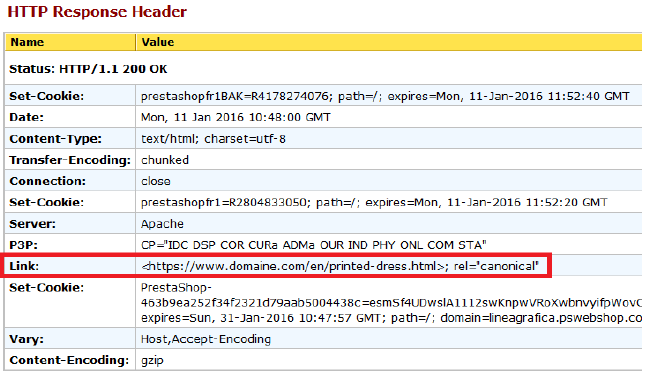 HTTP Response Header
Name Value
Status: HTTP/1.1 200 OK
Set-Cookie: prestashopfr1BAK=R4178274076; path=/; expires=Mon, 11-Jan-2016 11:52:40 GMT
Date: Mon, 11 Jan 2016 10:48:00 GMT
Content-Type: text/html; charset=utf-8
Transfer-Encoding: chunked
Connection: close
Set-Cookie: prestashopfr1=R2804833050; path=/; expires=Mon, 11-Jan-2016 11:52:20 GMT
Server: Apache
P3P: CP="IDC DSP COR CURa ADMa OUR IND PHY ONL COM STA"
Link: <https://www.domaine.com/en/printed-dress.html>; rel="canonical"
Set-Cookie: PrestaShop-
463b9ea252f34f2321d79aab5004438c=esmSf4UDwslA1112swKnpwVRoXwbnvyifpWovC
expires=Sun, 31-Jan-2016 10:47:57 GMT; path=/; domain=lineagrafica.pswebshop.co
Vary: Host,Accept-Encoding
Content-Encoding: gzip